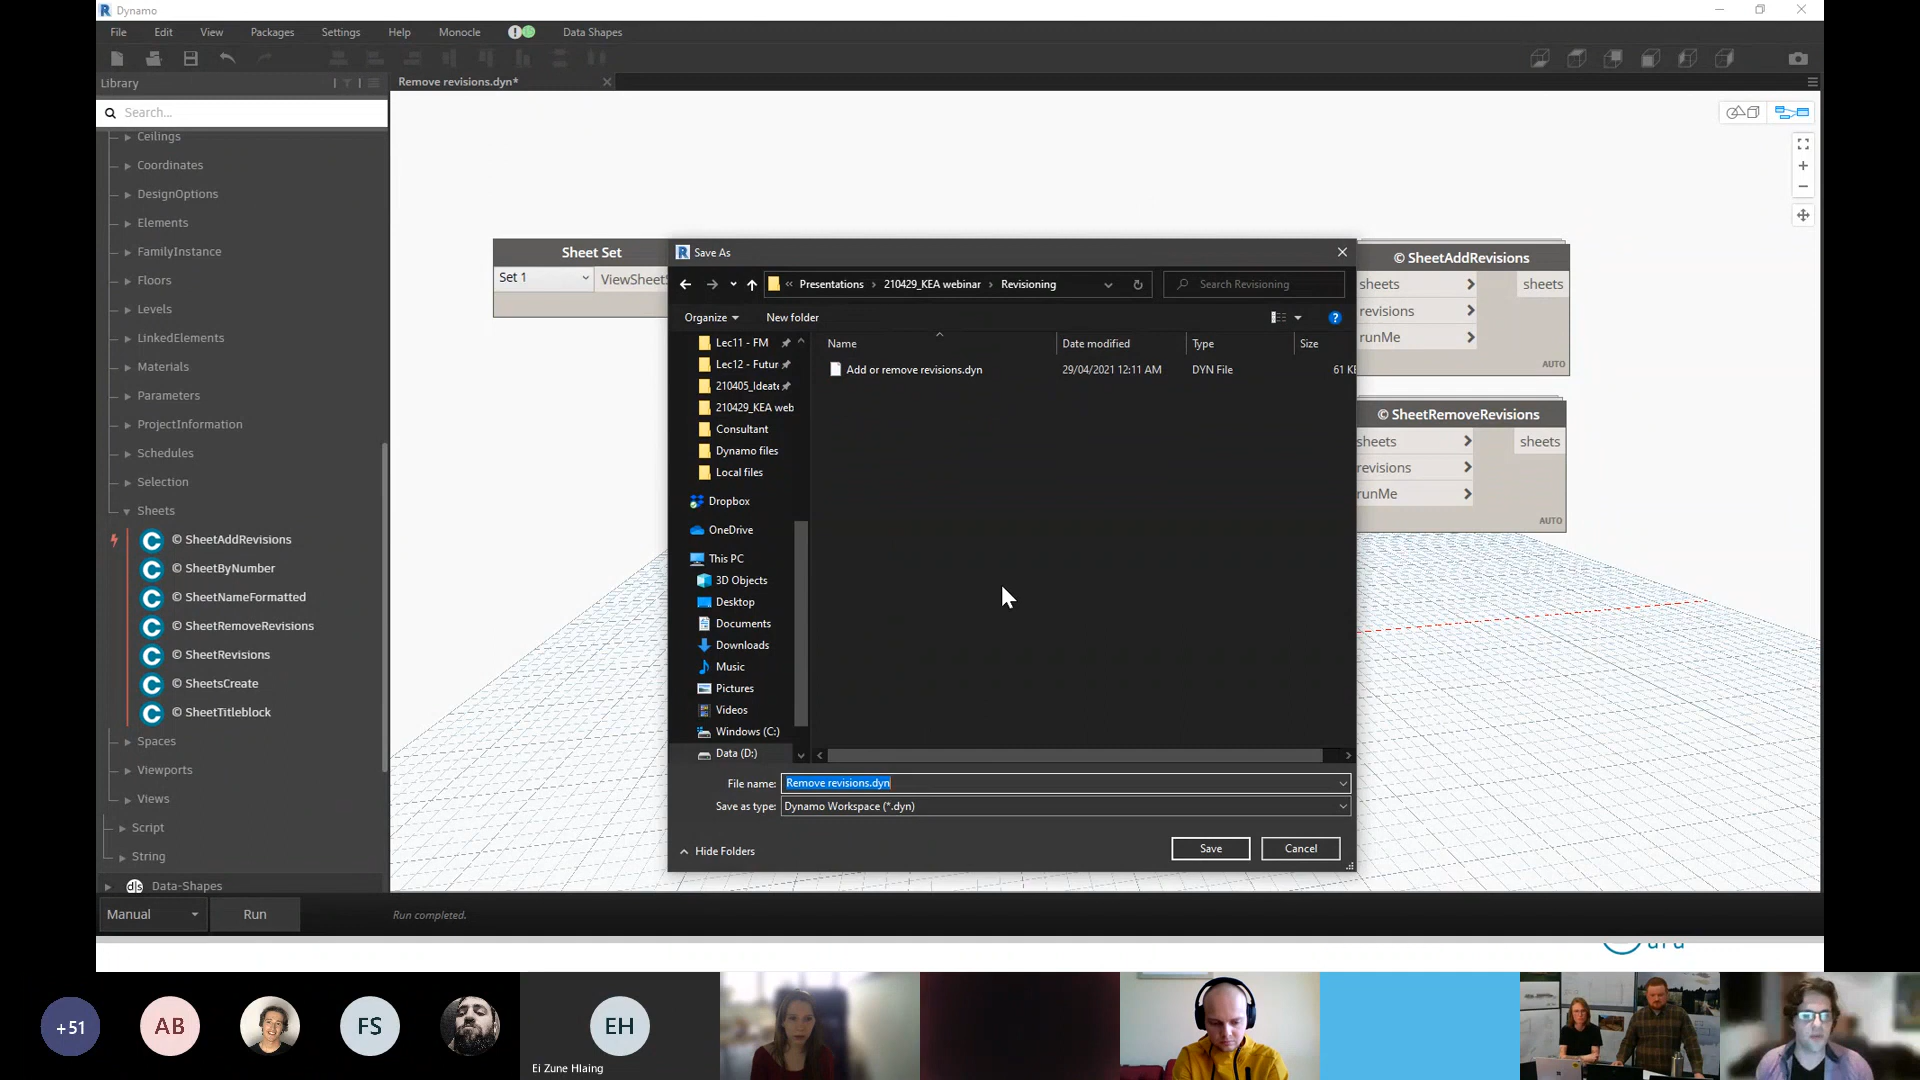 Dynamo
File Edit View Packages Settings Help Monocle Data Shapes
Library
Remove revisions.dyn*
Search...
Ceilings
Coordinates
DesignOptions
Elements
FamilyInstance
Floors
Levels
LinkedElements
Materials
Parameters
ProjectInformation
Schedules
Selection
Sheets
© SheetAddRevisions
© SheetByNumber
© SheetNameFormatted
© SheetRemoveRevisions
© SheetRevisions
© SheetsCreate
© SheetTitleblock
Spaces
Viewports
Views
Script
String
Data-Shapes
Manual
Run
Run completed.
Sheet Set
Set 1
ViewSheetS
Save As
« Presentations › 210429_KEA webinar › Revisioning
Search Revisioning
Organize
New folder
Name Date modified Type Size
Add or remove revisions.dyn 29/04/2021 12:11 AM DYN File 61 K
Lec11 - FM
Lec12 - Futur
210405_Ideate
210429_KEA web
Consultant
Dynamo files
Local files
Dropbox
OneDrive
This PC
3D Objects
Desktop
Documents
Downloads
Music
Pictures
Videos
Windows (C:)
Data (D:)
File name: Remove revisions.dyn
Save as type: Dynamo Workspace (*.dyn)
Hide Folders
Save
Cancel
© SheetAddRevisions
sheets > sheets
revisions >
runMe >
AUTO
© SheetRemoveRevisions
sheets > sheets
revisions >
runMe >
AUTO
+51
AB
FS
EH
Ei Zune Hlaing